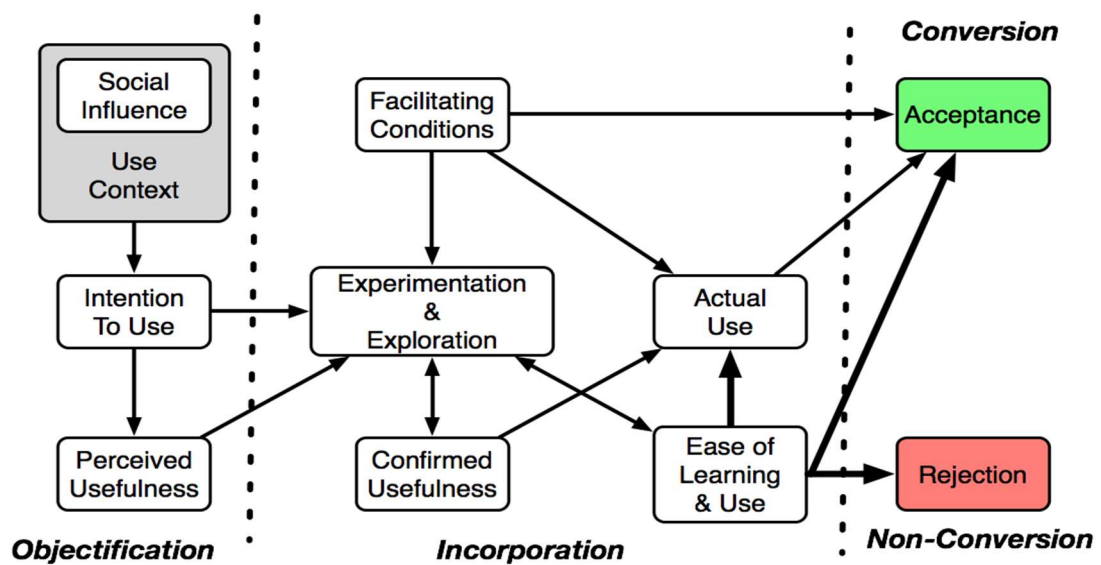 Conversion
Social
Influence
Use
Context
Facilitating
Conditions
Acceptance
Intention
To Use
Experimentation
&
Exploration
Actual
Use
Perceived
Usefulness
Confirmed
Usefulness
Ease of
Learning
& Use
Rejection
Objectification
Incorporation
Non-Conversion